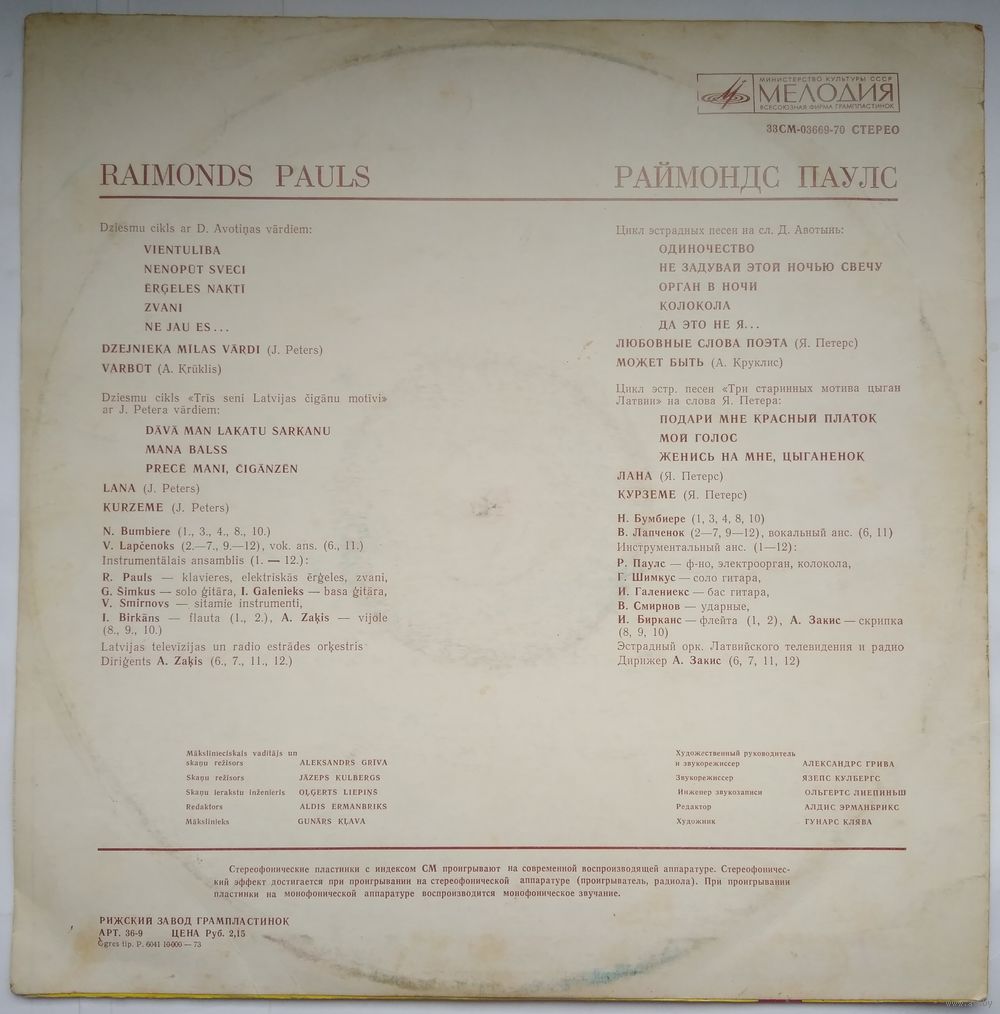 МИНИСТЕРСТВО КУЛЬТУРЫ СССР
МЕЛОДИЯ
ВСЕСОЮЗНАЯ ФИРМА ГРАМПЛАСТИНОК
33СМ-03669-70 СТЕРЕО
RAIMONDS PAULS
Dziesmu cikls ar D. Avotiņas vārdiem:
VIENTULĪBA
NENOPŪT SVECI
ĒRĢELES NAKTĪ
ZVANI
NE JAU ES...
DZEJNIEKA MĪLAS VĀRDI (J. Peters)
VARBŪT (A. Krūklis)
Dziesmu cikls «Trīs seni Latvijas čigānu motīvi»
ar J. Petera vārdiem:
DĀVĀ MAN LAKATU SARKANU
MANA BALSS
PRECĒ MANI, ČIGĀNZĒN
LANA (J. Peters)
KURZEME (J. Peters)
N. Bumbiere (1., 3., 4., 8., 10.)
V. Lapčenoks (2.—7., 9.—12), vok. ans. (6., 11.)
Instrumentālais ansamblis (1. — 12.):
R. Pauls — klavieres, elektriskās ērģeles, zvani,
G. Šimkus — solo ģitāra, I. Galenieks — basa ģitāra,
V. Smirnovs — sitamie instrumenti,
I. Birkāns — flauta (1., 2.), A. Zaķis — vijole
(8., 9., 10.)
Latvijas televīzijas un radio estrādes orķestris
Diriģents A. Zaķis (6., 7., 11., 12.)
РАЙМОНДС ПАУЛС
Цикл эстрадных песен на сл. Д. Авотынь:
ОДИНОЧЕСТВО
НЕ ЗАДУВАЙ ЭТОЙ НОЧЬЮ СВЕЧУ
ОРГАН В НОЧИ
КОЛОКОЛА
ДА ЭТО НЕ Я...
ЛЮБОВНЫЕ СЛОВА ПОЭТА (Я. Петерс)
МОЖЕТ БЫТЬ (А. Круклис)
Цикл эстр. песен «Три старинных мотива цыган
Латвии» на слова Я. Петера:
ПОДАРИ МНЕ КРАСНЫЙ ПЛАТОК
МОЙ ГОЛОС
ЖЕНИСЬ НА МНЕ, ЦЫГАНЕНОК
ЛАНА (Я. Петерс)
КУРЗЕМЕ (Я. Петерс)
Н. Бумбиере (1, 3, 4, 8, 10)
В. Лапченок (2—7, 9—12), вокальный анс. (6, 11)
Инструментальный анс. (1—12):
Р. Паулс — ф-но, электроорган, колокола,
Г. Шимкус — соло гитара,
И. Галениекс — бас гитара,
В. Смирнов — ударные,
И. Бирканс — флейта (1, 2), А. Закис — скрипка
(8, 9, 10)
Эстрадный орк. Латвийского телевидения и радио
Дирижер А. Закис (6, 7, 11, 12)
Mākslinieciskais vadītājs un
skaņu režisors ALEKSANDRS GRĪVA
Skaņu režisors JĀZEPS KULBERGS
Skaņu ierakstu inženieris OĻĢERTS LIEPIŅŠ
Redaktors ALDIS ERMANBRIKS
Mākslinieks GUNĀRS KĻAVA
Художественный руководитель
и звукорежиссер АЛЕКСАНДРС ГРИВА
Звукорежиссер ЯЗЕПС КУЛБЕРГС
Инженер звукозаписи ОЛЬГЕРТС ЛИЕПИНЬШ
Редактор АЛДИС ЭРМАНБРИКС
Художник ГУНАРС КЛЯВА
Стереофонические пластинки с индексом СМ проигрывают на современной воспроизводящей аппаратуре. Стереофоничес-
кий эффект достигается при проигрывании на стереофонической аппаратуре (проигрыватель, радиола). При проигрывании
пластинки на монофонической аппаратуре воспроизводится монофоническое звучание.
РИЖСКИЙ ЗАВОД ГРАМПЛАСТИНОК
АРТ. 36-9 ЦЕНА Руб. 2,15
Ogres tip. P. 6041 10000 — 73